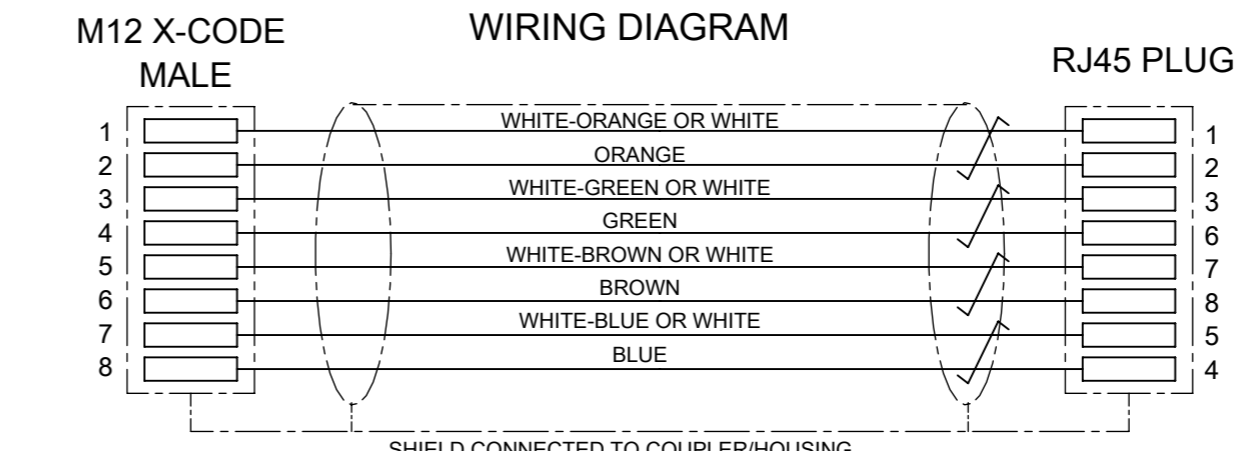 WIRING DIAGRAM
M12 X-CODE
MALE
RJ45 PLUG
1 WHITE-ORANGE OR WHITE 1
2 ORANGE 2
3 WHITE-GREEN OR WHITE 3
4 GREEN 6
5 WHITE-BROWN OR WHITE 7
6 BROWN 8
7 WHITE-BLUE OR WHITE 5
8 BLUE 4
SHIELD CONNECTED TO COUPLER/HOUSING